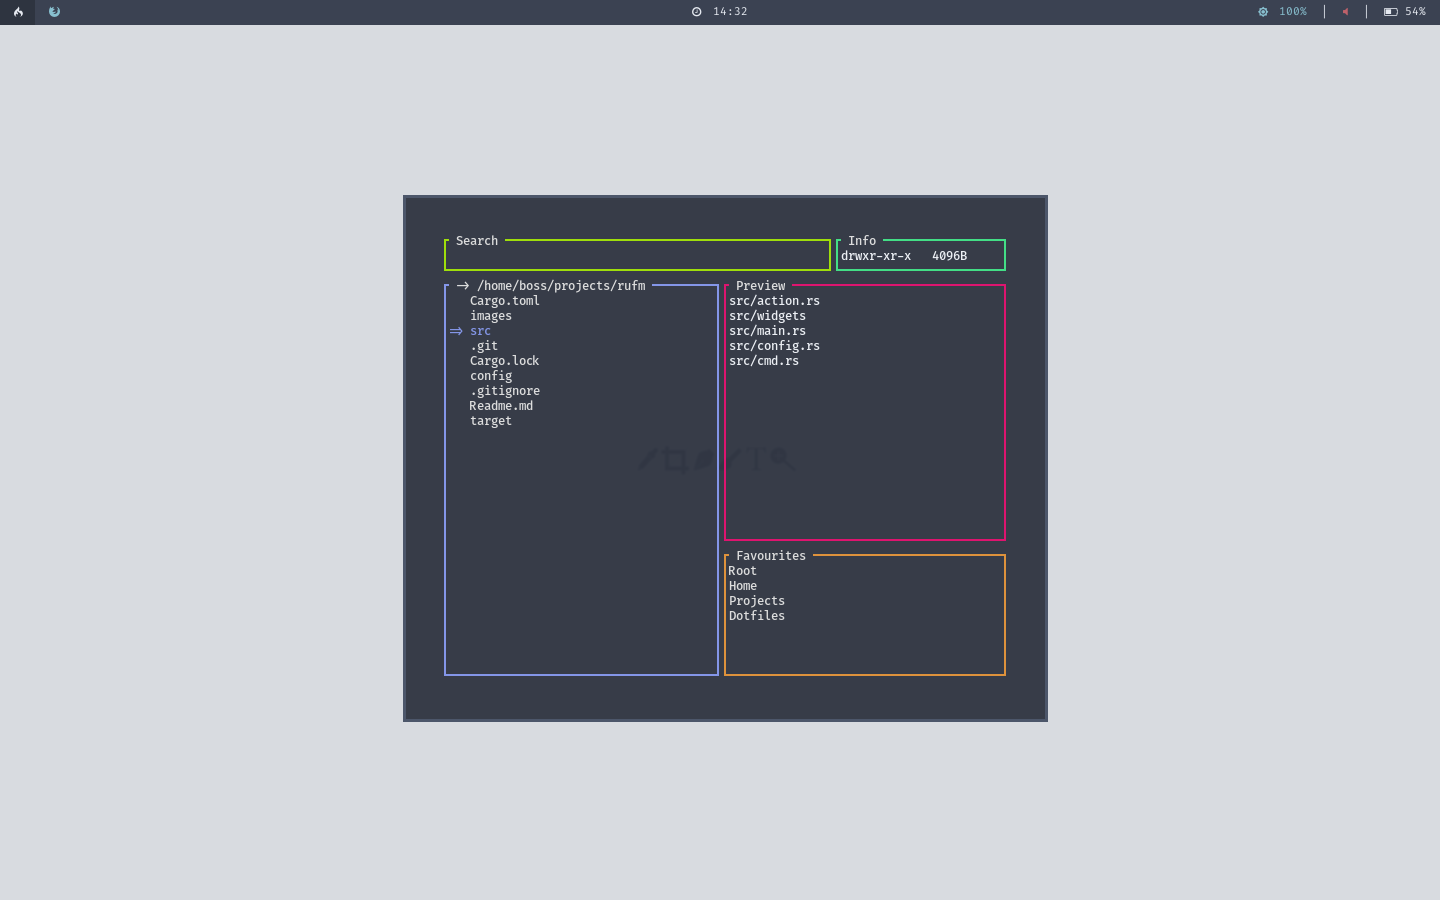 14:32
100%
54%
Search
Info
drwxr-xr-x 4096B
-> /home/boss/projects/rufm
Cargo.toml
images
=> src
.git
Cargo.lock
config
.gitignore
Readme.md
target
Preview
src/action.rs
src/widgets
src/main.rs
src/config.rs
src/cmd.rs
Favourites
Root
Home
Projects
Dotfiles